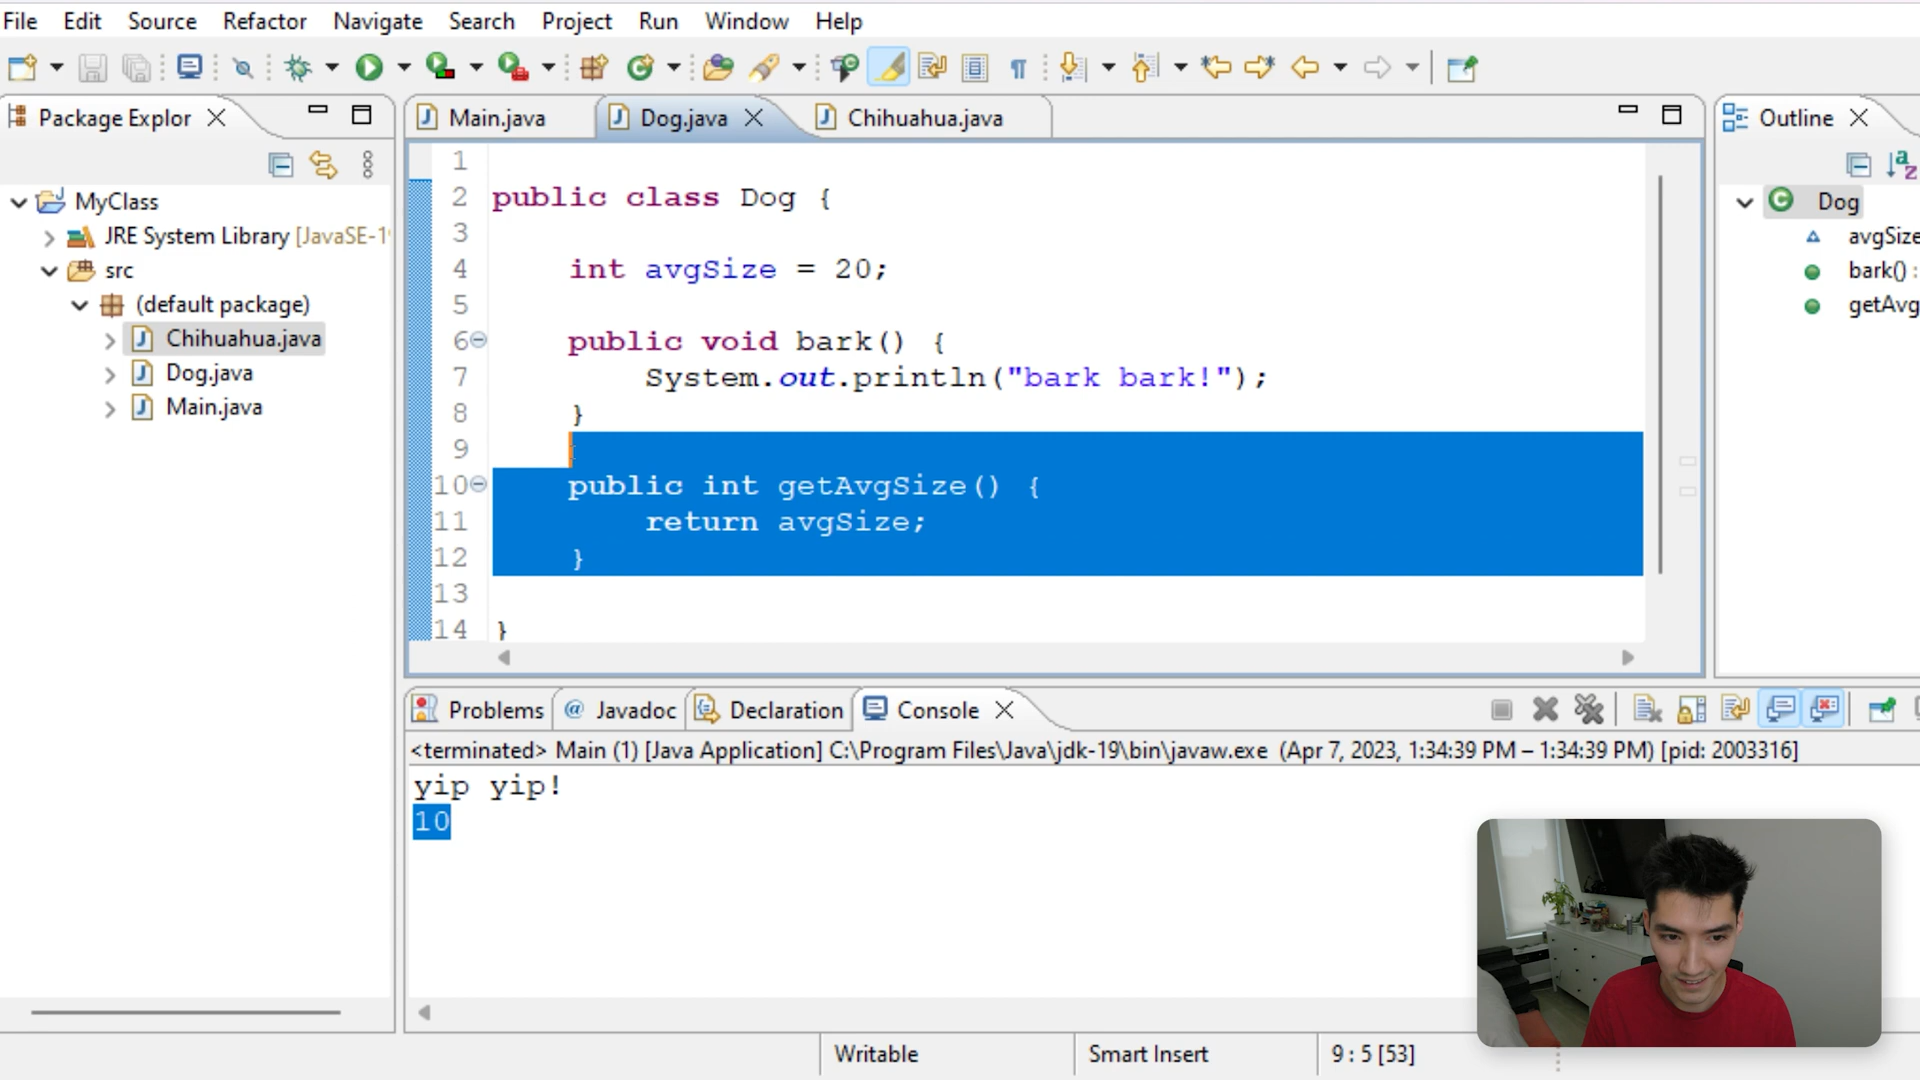 File Edit Source Refactor Navigate Search Project Run Window Help
Package Explor
Main.java Dog.java Chihuahua.java
Outline
MyClass
JRE System Library [JavaSE-1
src
(default package)
Chihuahua.java
Dog.java
Main.java
1
2 public class Dog {
3
4 int avgSize = 20;
5
6 public void bark() {
7 System.out.println("bark bark!");
8 }
9
10 public int getAvgSize() {
11 return avgSize;
12 }
13
14 }
Dog
avgSize
bark() :
getAvg
Problems Javadoc Declaration Console
<terminated> Main (1) [Java Application] C:\Program Files\Java\jdk-19\bin\javaw.exe (Apr 7, 2023, 1:34:39 PM – 1:34:39 PM) [pid: 2003316]
yip yip!
10
Writable Smart Insert 9 : 5 [53]